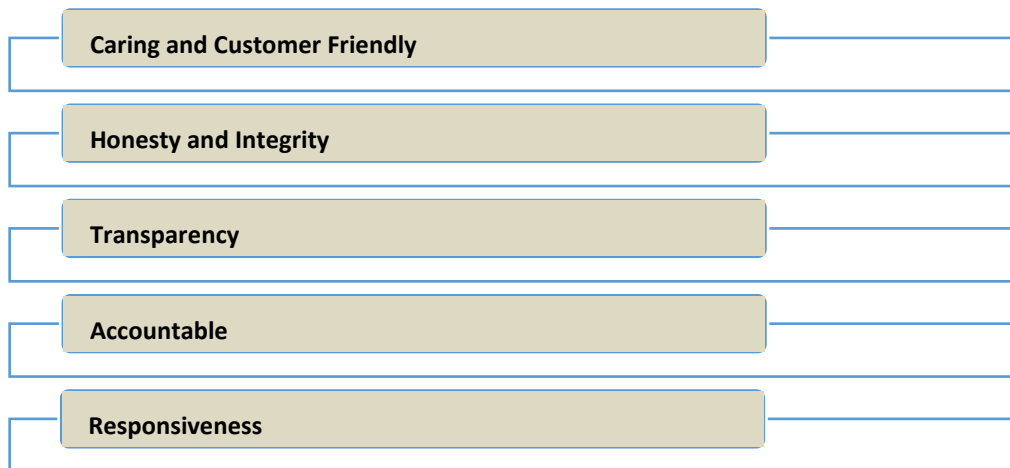 Caring and Customer Friendly
Honesty and Integrity
Transparency
Accountable
Responsiveness